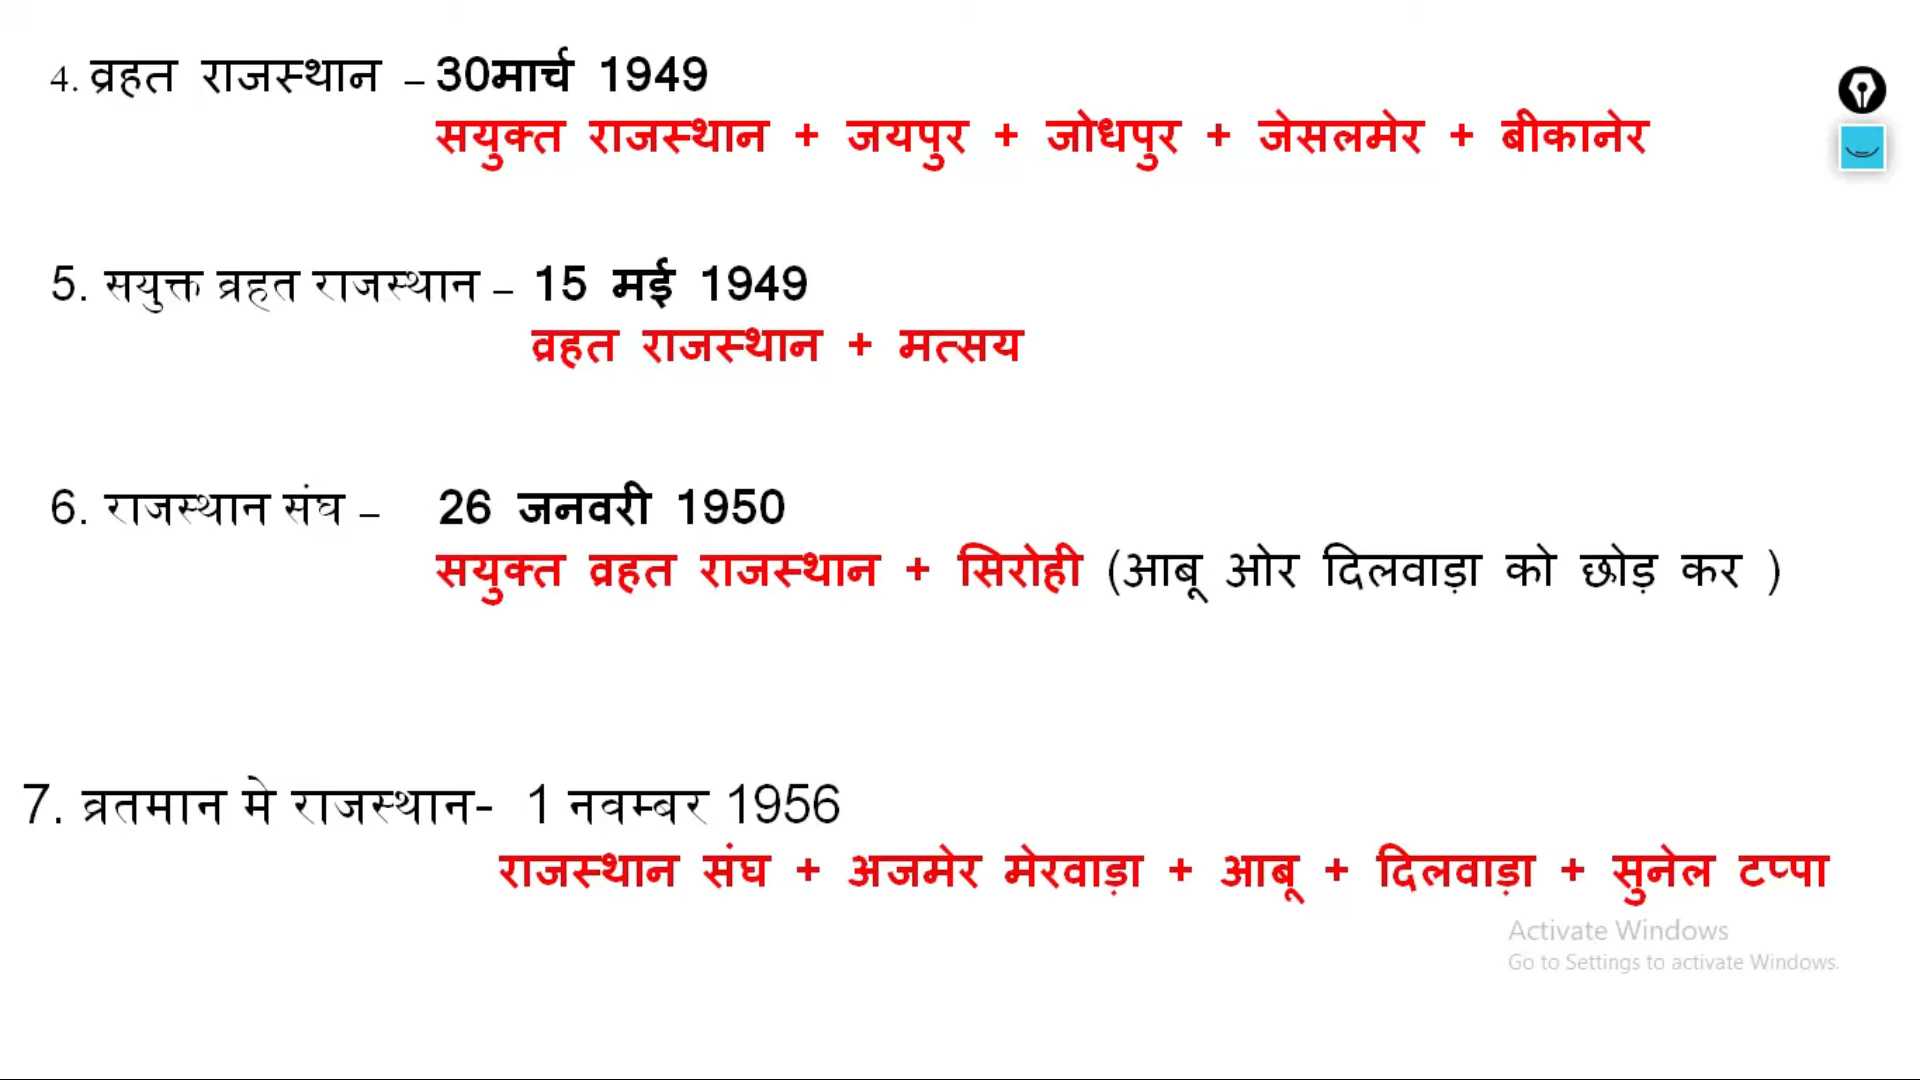 4. व्रहत राजस्थान – 30मार्च 1949
सयुक्त राजस्थान + जयपुर + जोधपुर + जेसलमेर + बीकानेर
5. सयुक्त व्रहत राजस्थान – 15 मई 1949
व्रहत राजस्थान + मत्सय
6. राजस्थान संघ – 26 जनवरी 1950
सयुक्त व्रहत राजस्थान + सिरोही (आबू ओर दिलवाड़ा को छोड़ कर )
7. व्रतमान मे राजस्थान- 1 नवम्बर 1956
राजस्थान संघ + अजमेर मेरवाड़ा + आबू + दिलवाड़ा + सुनेल टप्पा
Activate Windows
Go to Settings to activate Windows.